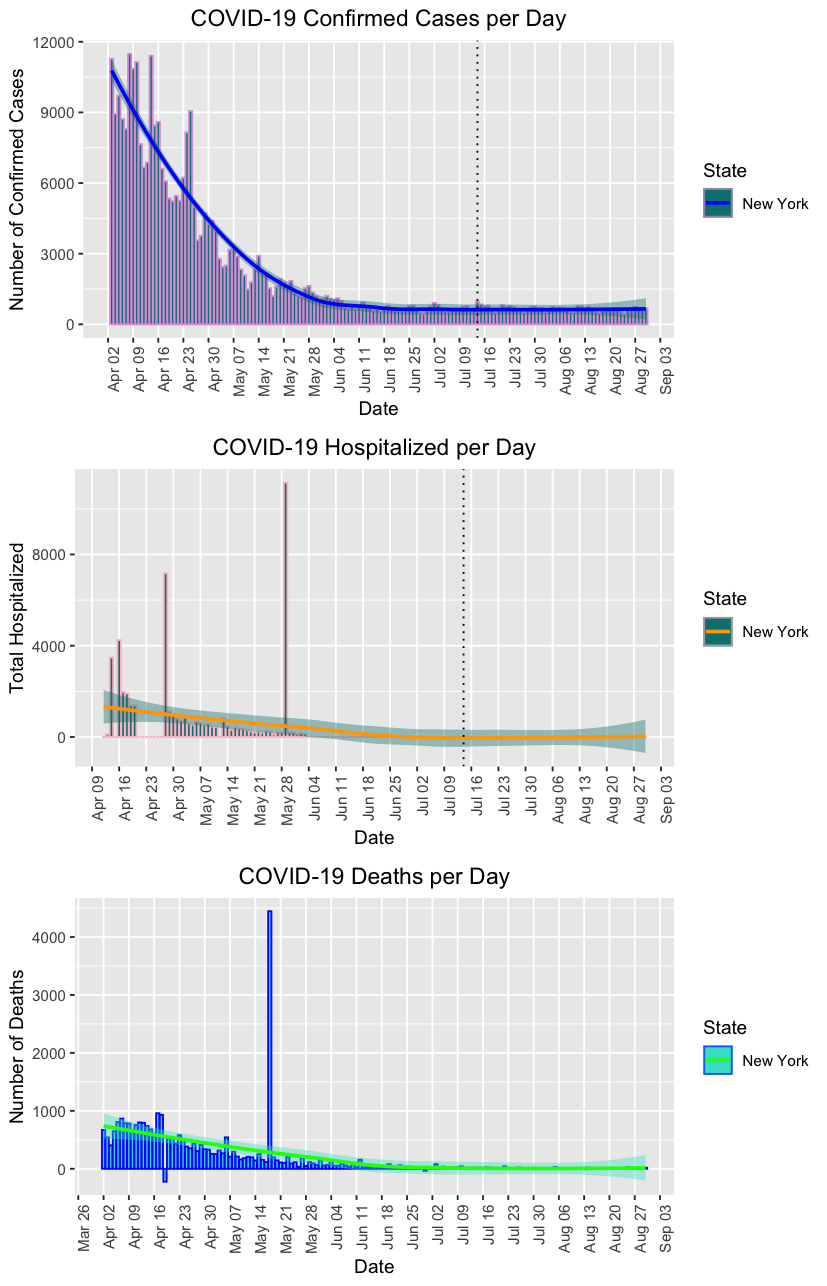 COVID-19 Confirmed Cases per Day
Number of Confirmed Cases
12000
9000
6000
3000
0
Apr 02
Apr 09
Apr 16
Apr 23
Apr 30
May 07
May 14
May 21
May 28
Jun 04
Jun 11
Jun 18
Jun 25
Jul 02
Jul 09
Jul 16
Jul 23
Jul 30
Aug 06
Aug 13
Aug 20
Aug 27
Sep 03
Date
State
New York
COVID-19 Hospitalized per Day
Total Hospitalized
8000
4000
0
Apr 09
Apr 16
Apr 23
Apr 30
May 07
May 14
May 21
May 28
Jun 04
Jun 11
Jun 18
Jun 25
Jul 02
Jul 09
Jul 16
Jul 23
Jul 30
Aug 06
Aug 13
Aug 20
Aug 27
Sep 03
Date
State
New York
COVID-19 Deaths per Day
Number of Deaths
4000
3000
2000
1000
0
Mar 26
Apr 02
Apr 09
Apr 16
Apr 23
Apr 30
May 07
May 14
May 21
May 28
Jun 04
Jun 11
Jun 18
Jun 25
Jul 02
Jul 09
Jul 16
Jul 23
Jul 30
Aug 06
Aug 13
Aug 20
Aug 27
Sep 03
Date
State
New York